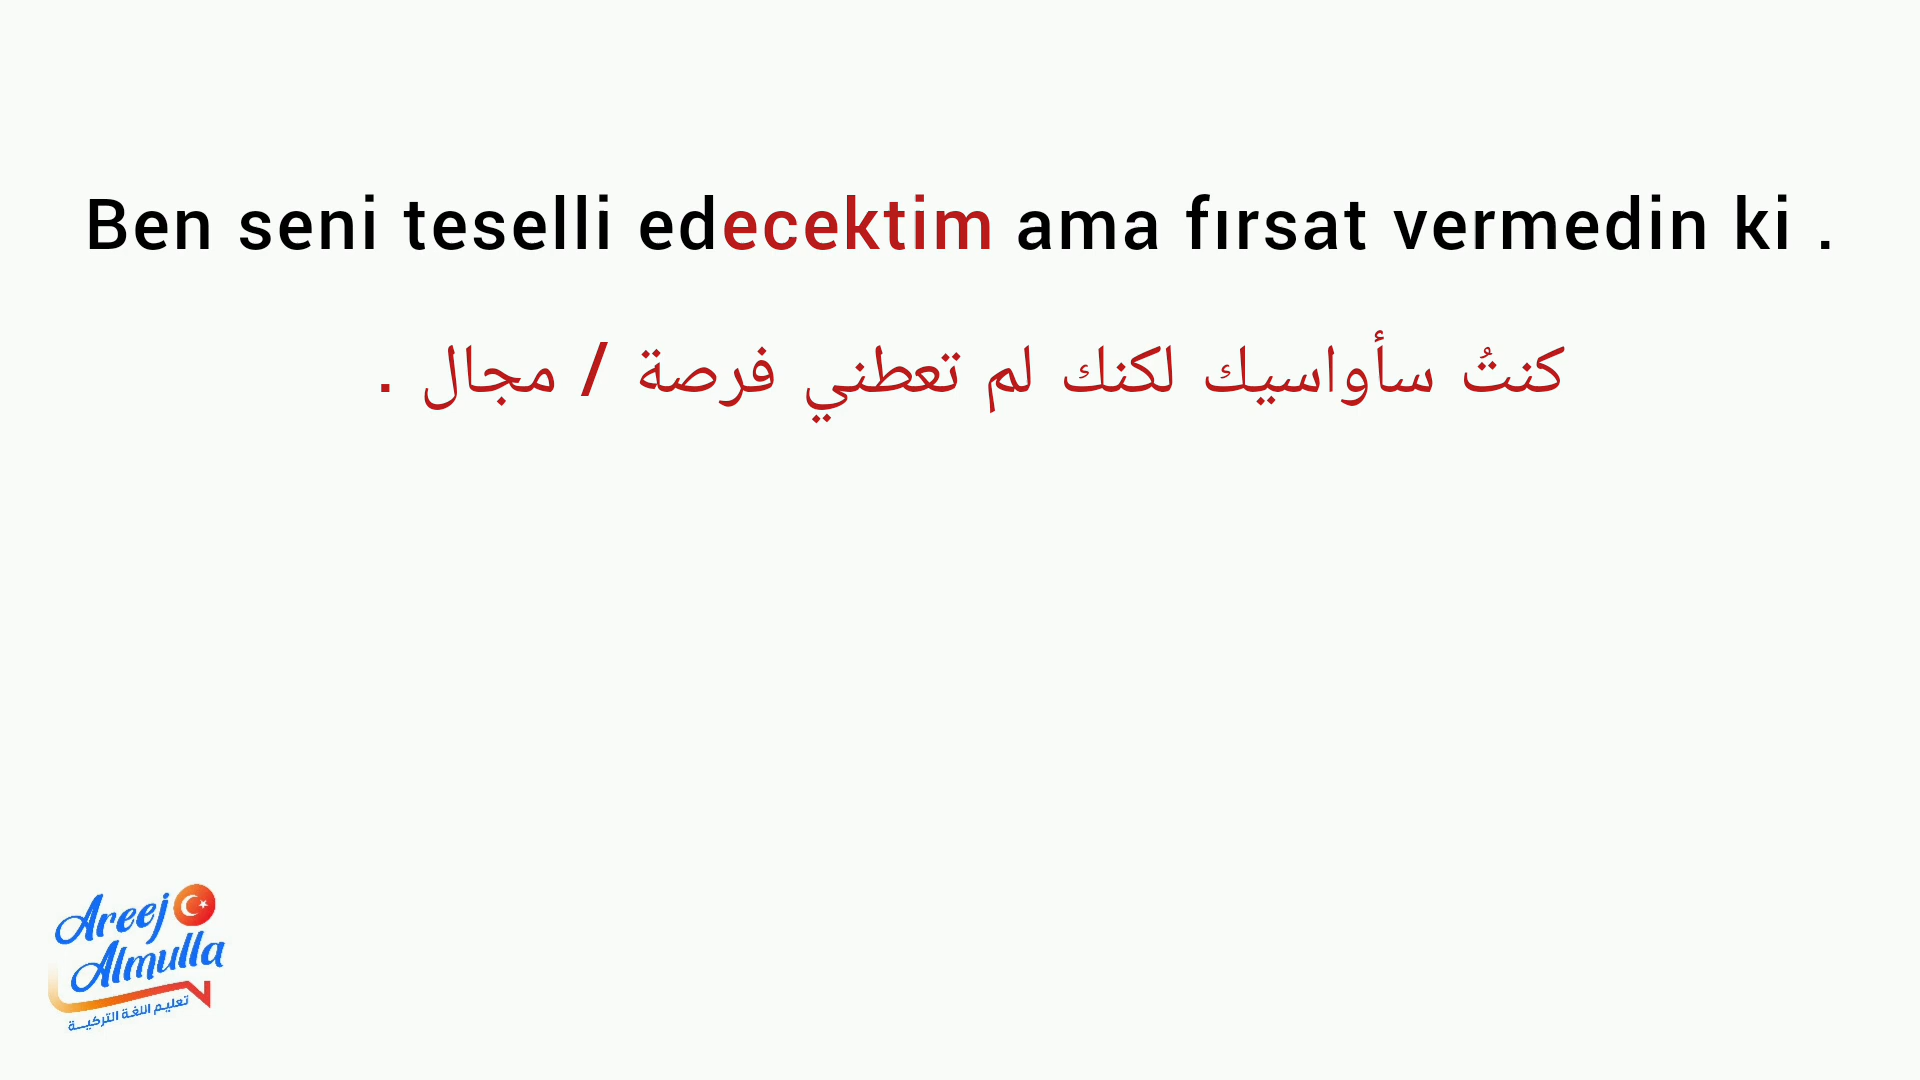 Ben seni teselli edecektim ama fırsat vermedin ki .
كنتُ سأواسيك لكنك لم تعطني فرصة / مجال .
Areej
Almulla
تعليم اللغة التركيـــة